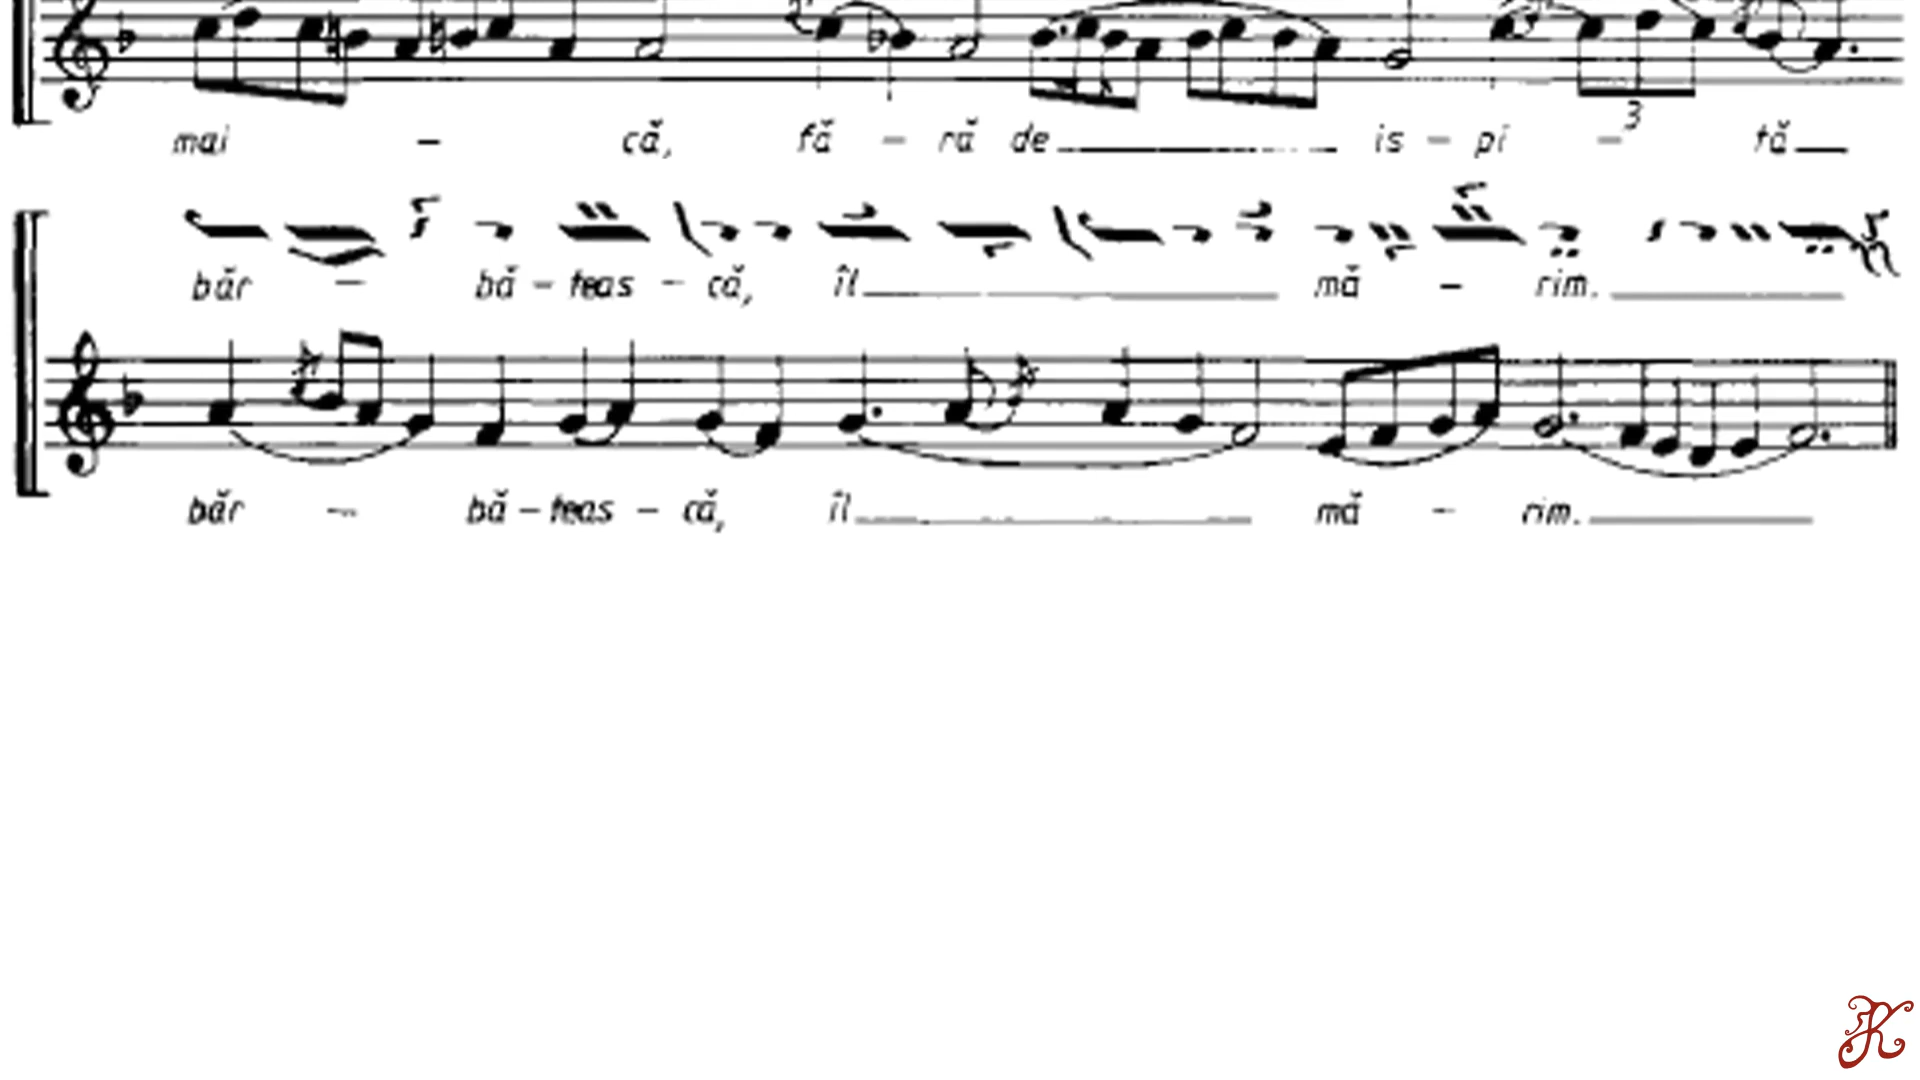 mai - că, fă - ră de is - pi - tă
3
băr - bă - teas - că, îl mă - rim.
băr - bă - teas - că, îl mă - rim.